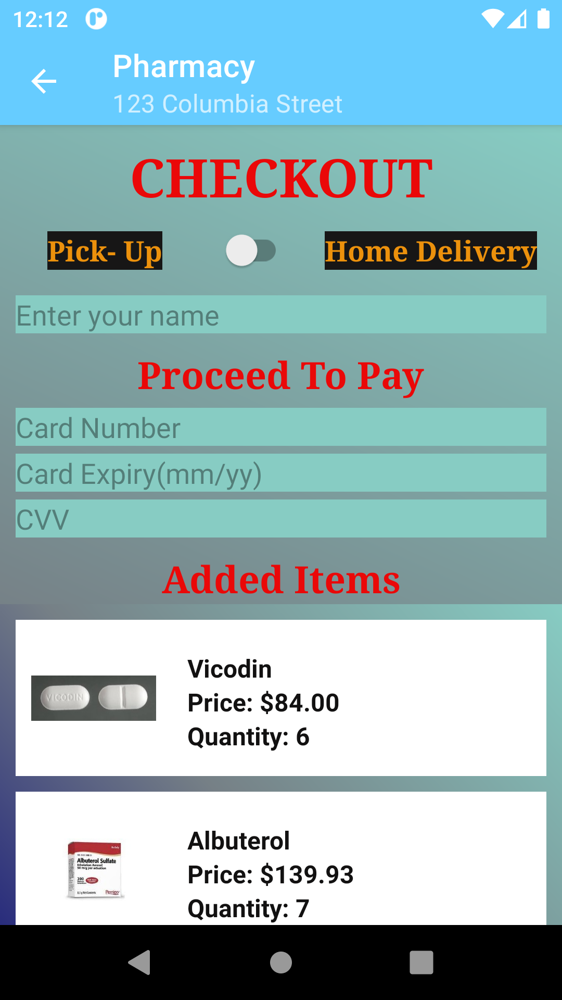 12:12
Pharmacy
123 Columbia Street
CHECKOUT
Pick- Up
Home Delivery
Enter your name
Proceed To Pay
Card Number
Card Expiry(mm/yy)
CVV
Added Items
VICODIN
Vicodin
Price: $84.00
Quantity: 6
Rx Only
Albuterol Sulfate
Inhalation Aerosol
90 mcg per actuation
200
Perrigo
Albuterol
Price: $139.93
Quantity: 7